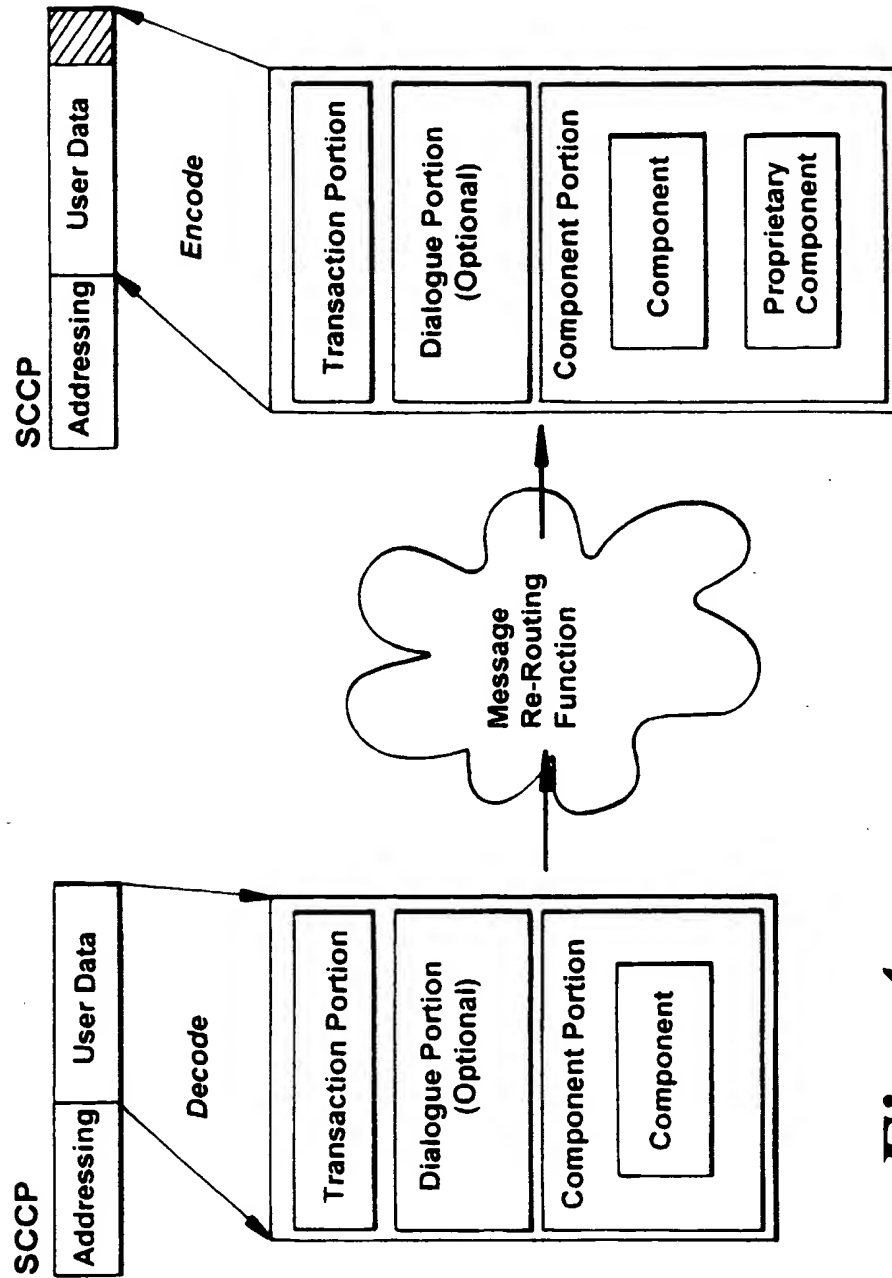 SCCP
Addressing
User Data
Decode
Transaction Portion
Dialogue Portion
(Optional)
Component Portion
Component
Message
Re-Routing
Function
SCCP
Addressing
User Data
Encode
Transaction Portion
Dialogue Portion
(Optional)
Component Portion
Component
Proprietary
Component